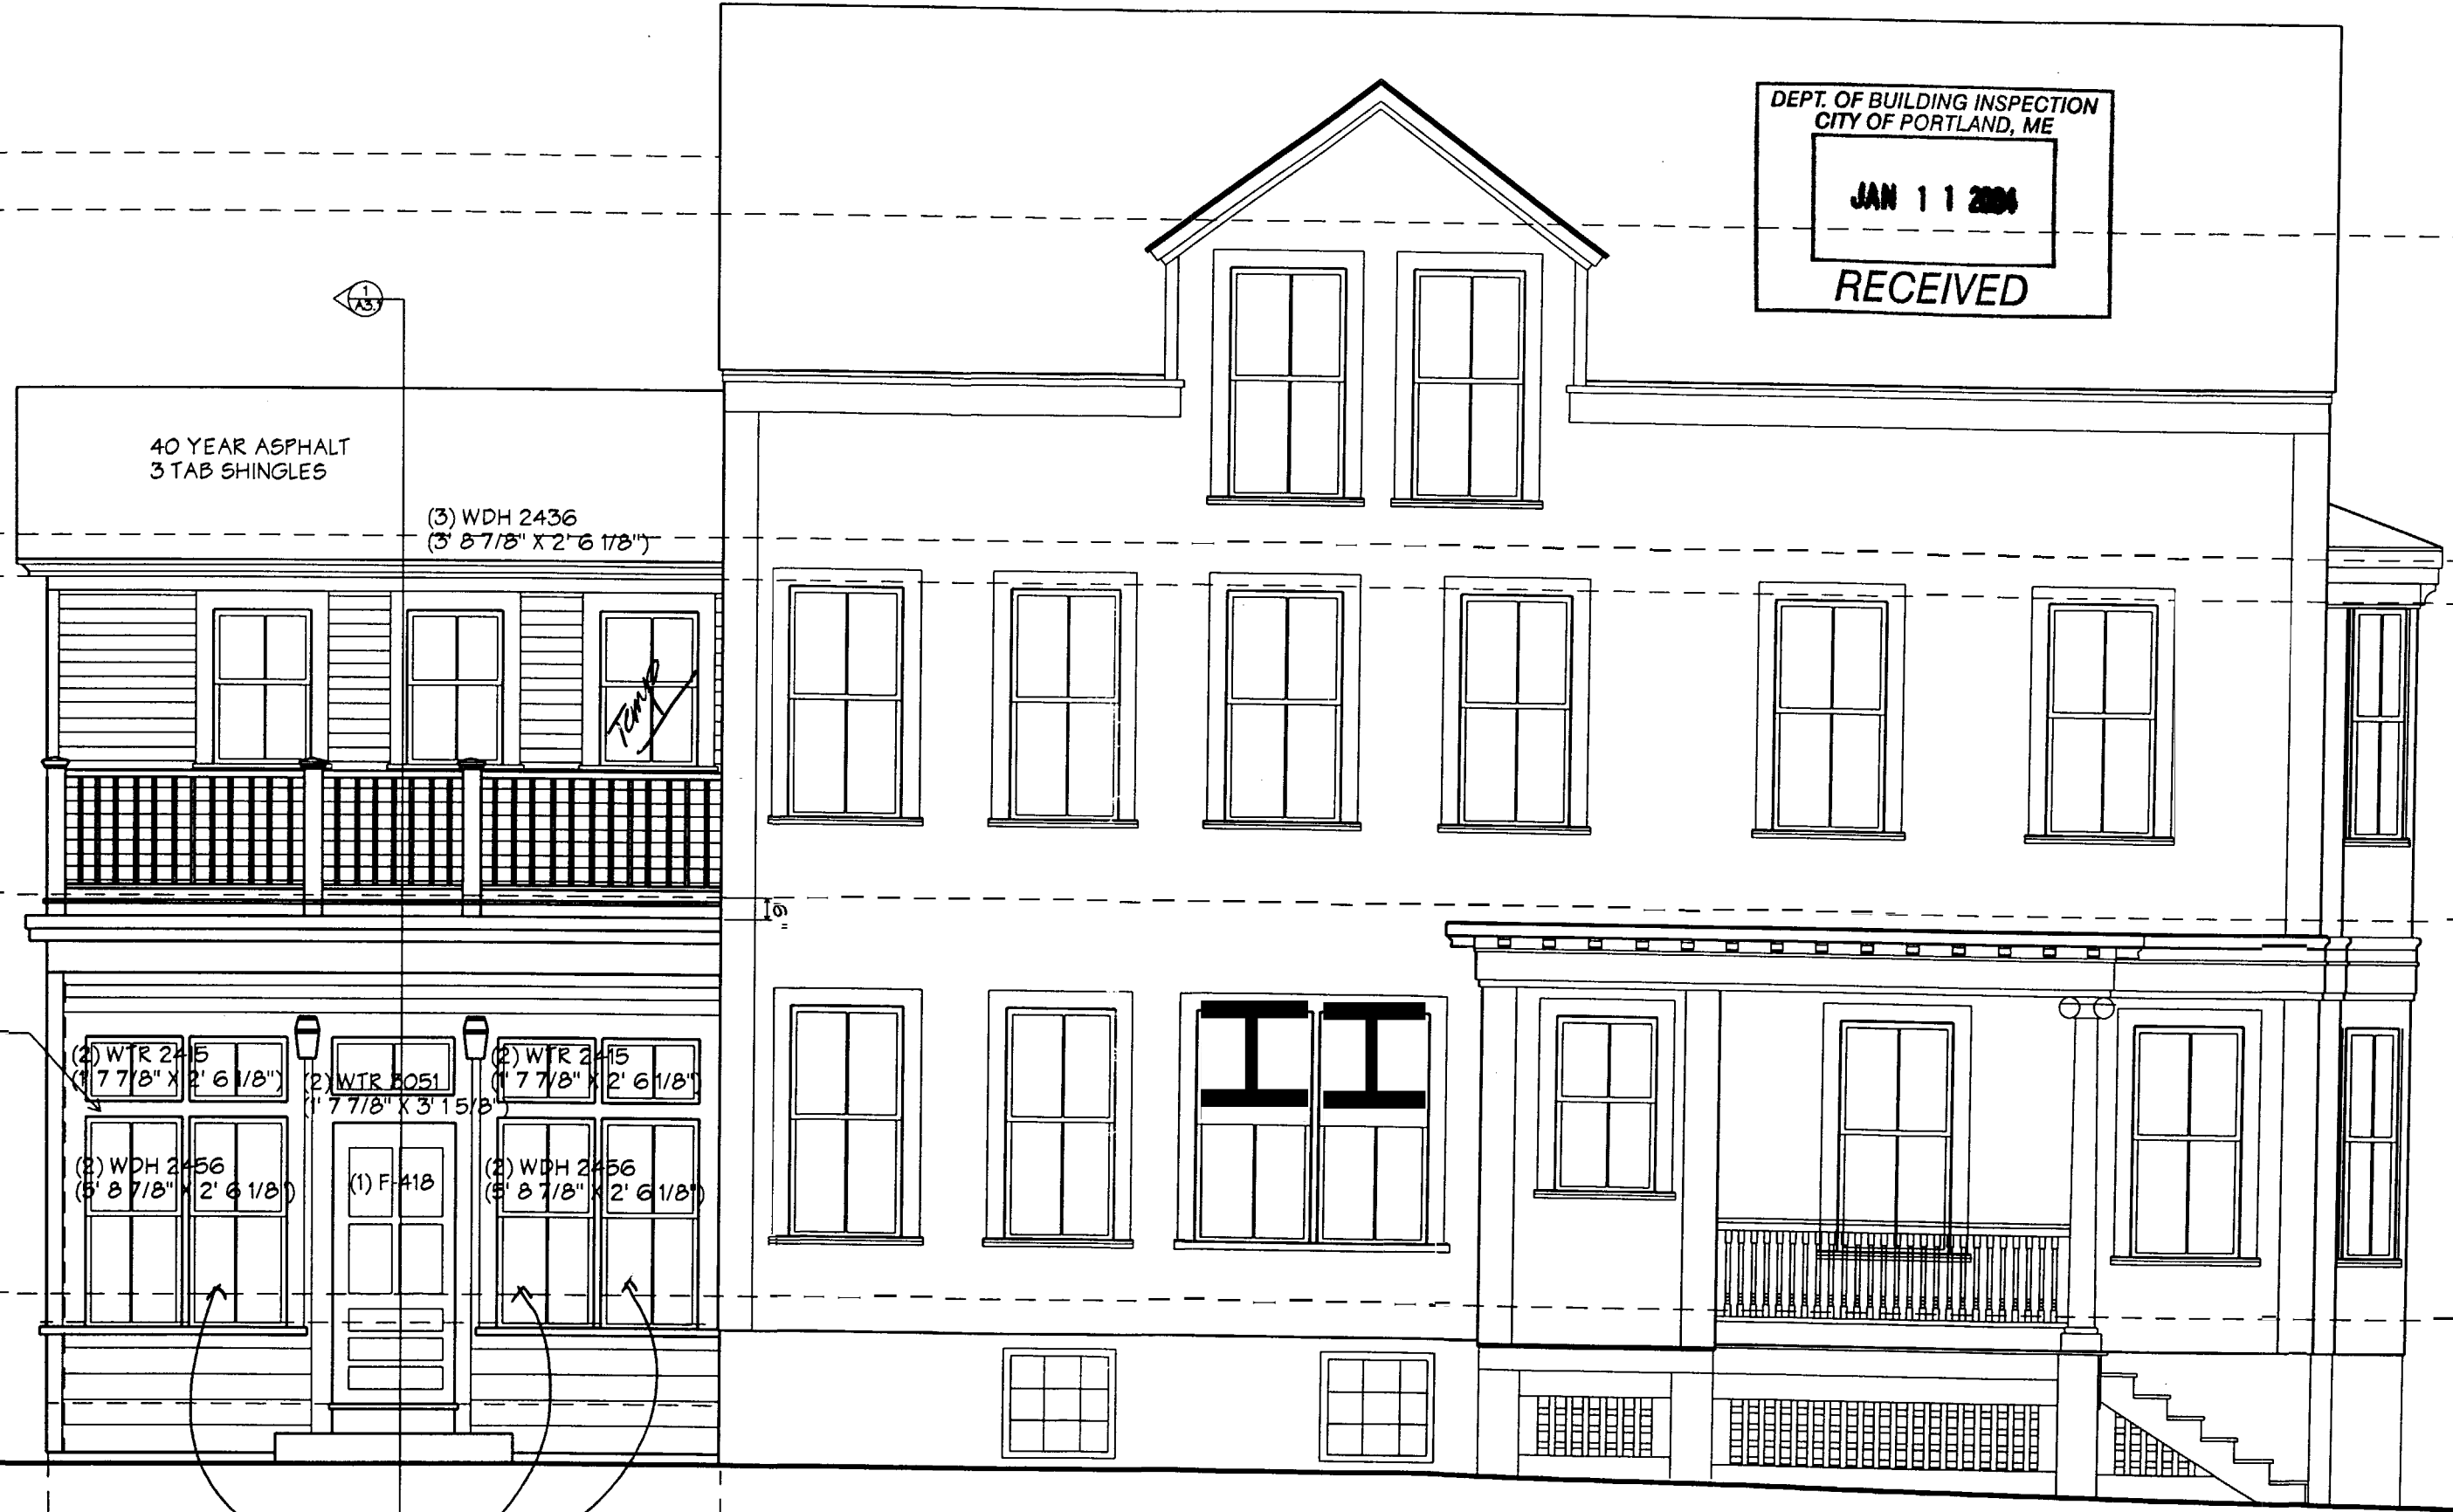 DEPT. OF BUILDING INSPECTION
CITY OF PORTLAND, ME
JAN 1 1 2004
RECEIVED
1
A3.1
40 YEAR ASPHALT
3 TAB SHINGLES
(3) WDH 2436
(3' 8 7/8" X 2' 6 1/8")
Temp
6"
(2) WTR 2415
(1' 7 7/8" X 2' 6 1/8")
(2) WTR 3051
(1' 7 7/8" X 3' 1 5/8")
(2) WTR 2415
(1' 7 7/8" X 2' 6 1/8")
(2) WDH 2456
(5' 8 7/8" X 2' 6 1/8")
(1) F-418
(2) WDH 2456
(5' 8 7/8" X 2' 6 1/8")